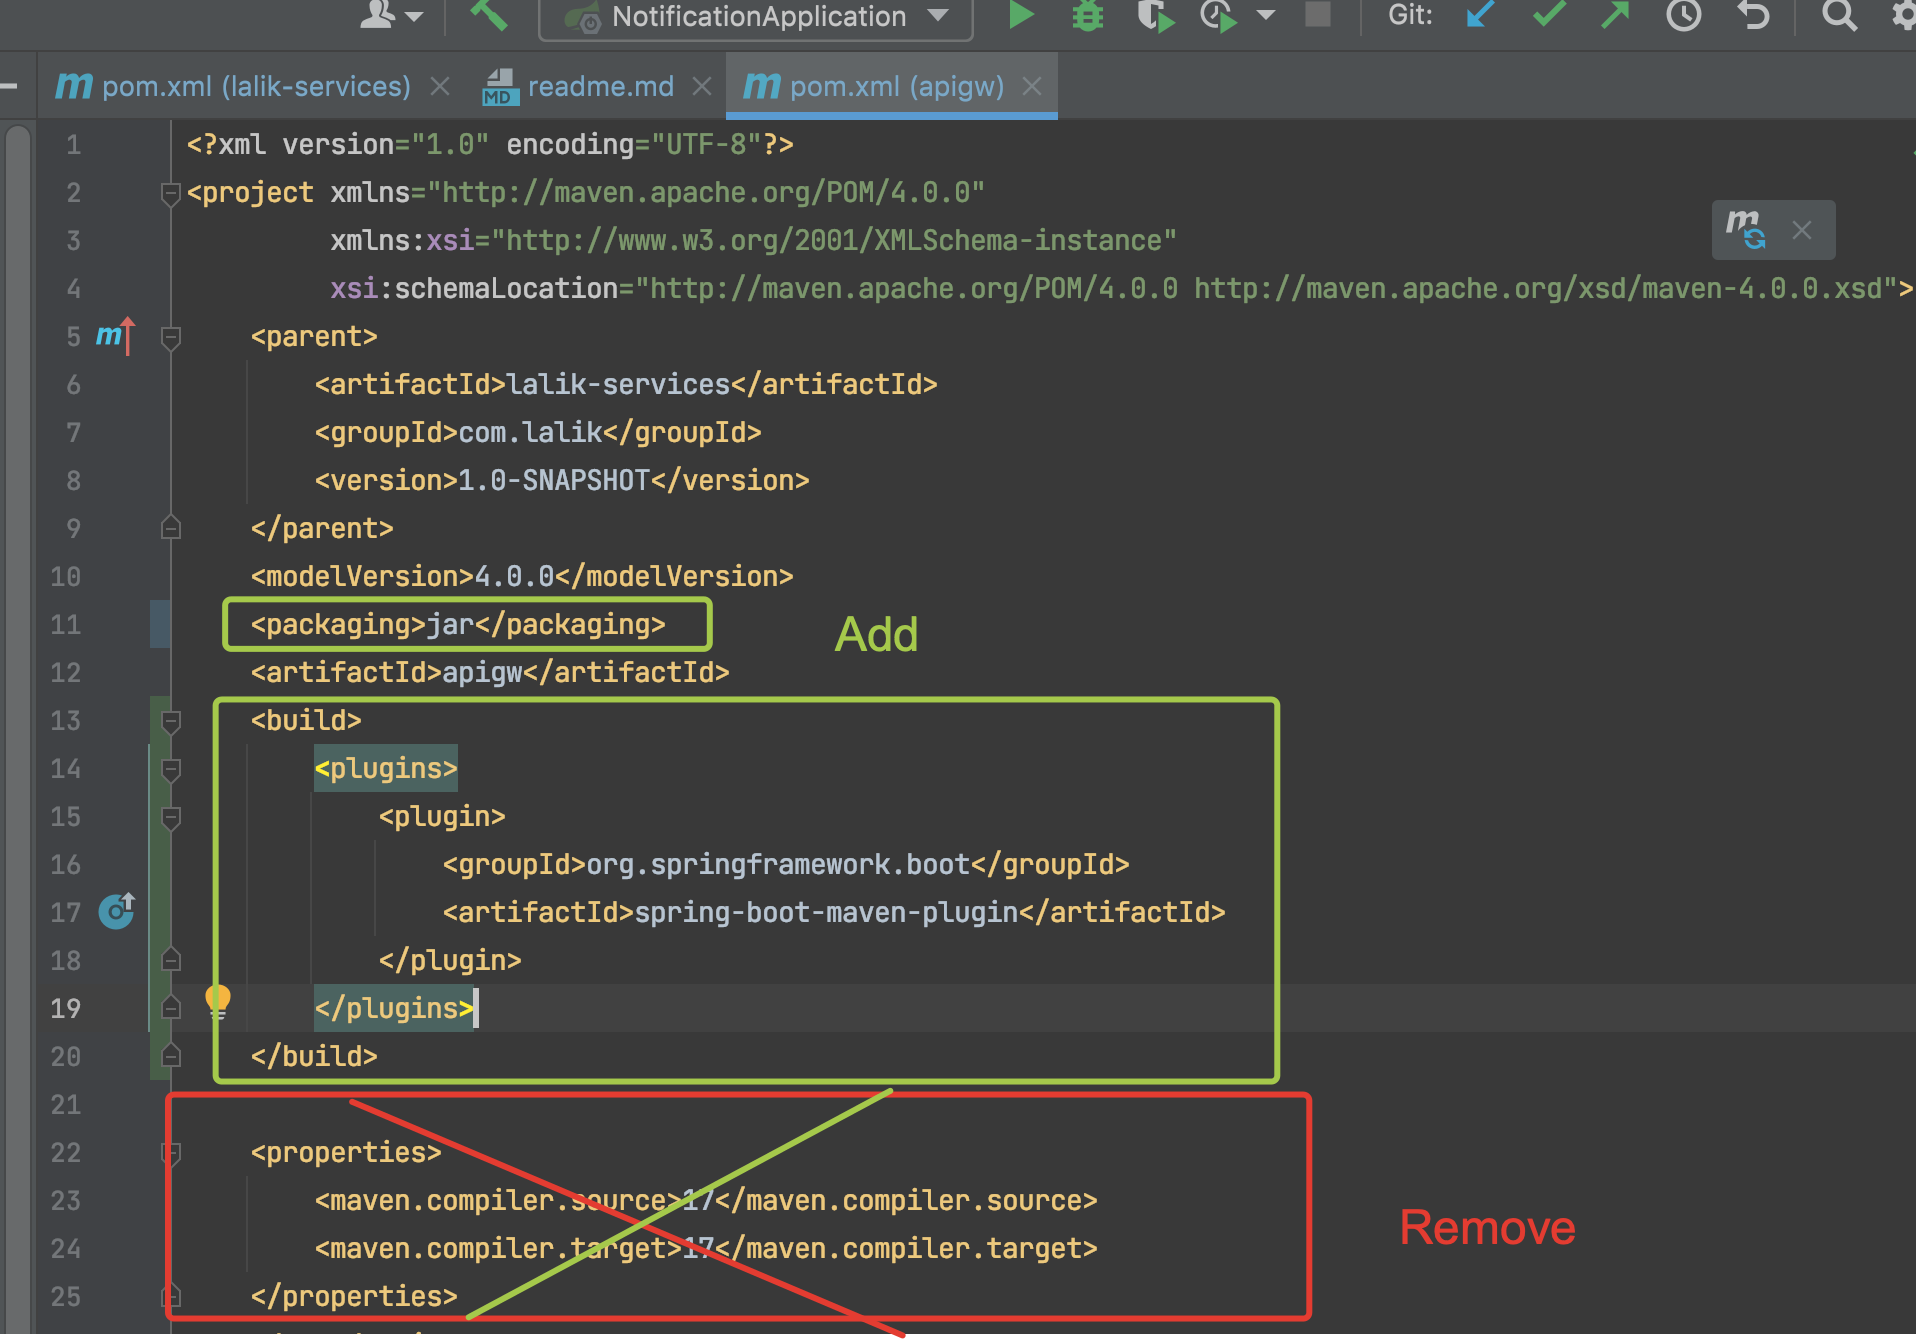 NotificationApplication Git:
pom.xml (lalik-services) readme.md pom.xml (apigw)
1 <?xml version="1.0" encoding="UTF-8"?>
2 <project xmlns="http://maven.apache.org/POM/4.0.0"
3 xmlns:xsi="http://www.w3.org/2001/XMLSchema-instance"
4 xsi:schemaLocation="http://maven.apache.org/POM/4.0.0 http://maven.apache.org/xsd/maven-4.0.0.xsd">
5 <parent>
6 <artifactId>lalik-services</artifactId>
7 <groupId>com.lalik</groupId>
8 <version>1.0-SNAPSHOT</version>
9 </parent>
10 <modelVersion>4.0.0</modelVersion>
11 <packaging>jar</packaging> Add
12 <artifactId>apigw</artifactId>
13 <build>
14 <plugins>
15 <plugin>
16 <groupId>org.springframework.boot</groupId>
17 <artifactId>spring-boot-maven-plugin</artifactId>
18 </plugin>
19 </plugins>
20 </build>
21
22 <properties>
23 <maven.compiler.source>17</maven.compiler.source>
24 <maven.compiler.target>17</maven.compiler.target>
25 </properties>
Remove